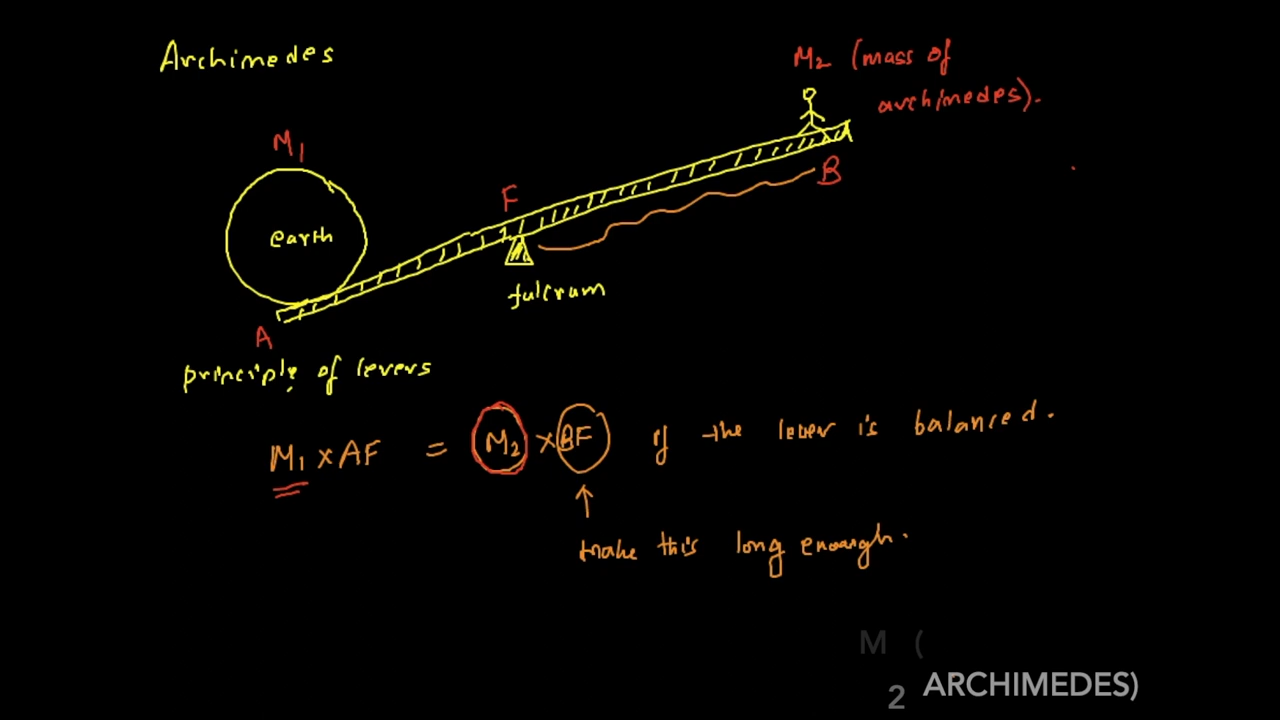 Archimedes
M2 (mass of
archimedes).
M1
F
B
earth
fulcrum
A
principle of levers
M1 × AF = M2 × BF if the lever is balanced.
↑
make this long enough.
M (
2 ARCHIMEDES)